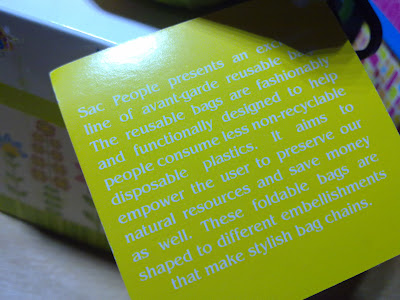 Sac People presents an
line of avant-garde reusable
The reusable bags are fashionably
and functionally designed to help
people consume less non-recyclable
disposable plastics. It aims to
empower the user to preserve our
natural resources and save money
as well. These foldable bags are
shaped to different embellishments
that make stylish bag chains.